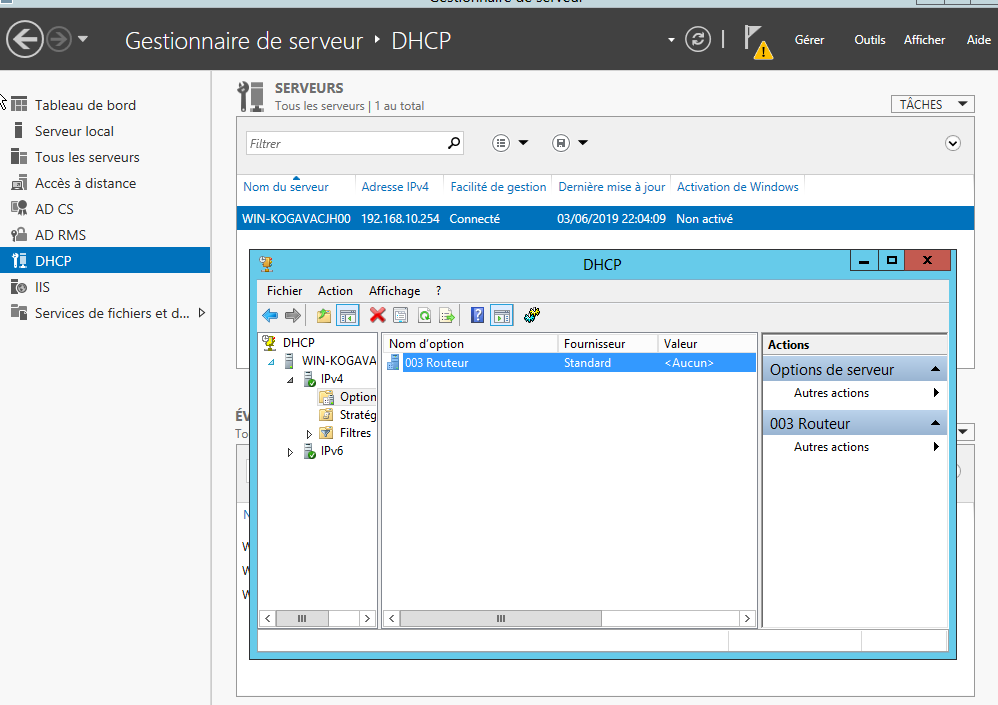 Gestionnaire de serveur
Gestionnaire de serveur ‣ DHCP
Gérer Outils Afficher Aide
Tableau de bord
Serveur local
Tous les serveurs
Accès à distance
AD CS
AD RMS
DHCP
IIS
Services de fichiers et d...
SERVEURS
Tous les serveurs | 1 au total
TÂCHES
Filtrer
Nom du serveur Adresse IPv4 Facilité de gestion Dernière mise à jour Activation de Windows
WIN-KOGAVACJH00 192.168.10.254 Connecté 03/06/2019 22:04:09 Non activé
DHCP
Fichier Action Affichage ?
DHCP
WIN-KOGAVA
IPv4
Option
Stratég
Filtres
IPv6
Nom d'option Fournisseur Valeur
003 Routeur Standard <Aucun>
Actions
Options de serveur
Autres actions
003 Routeur
Autres actions